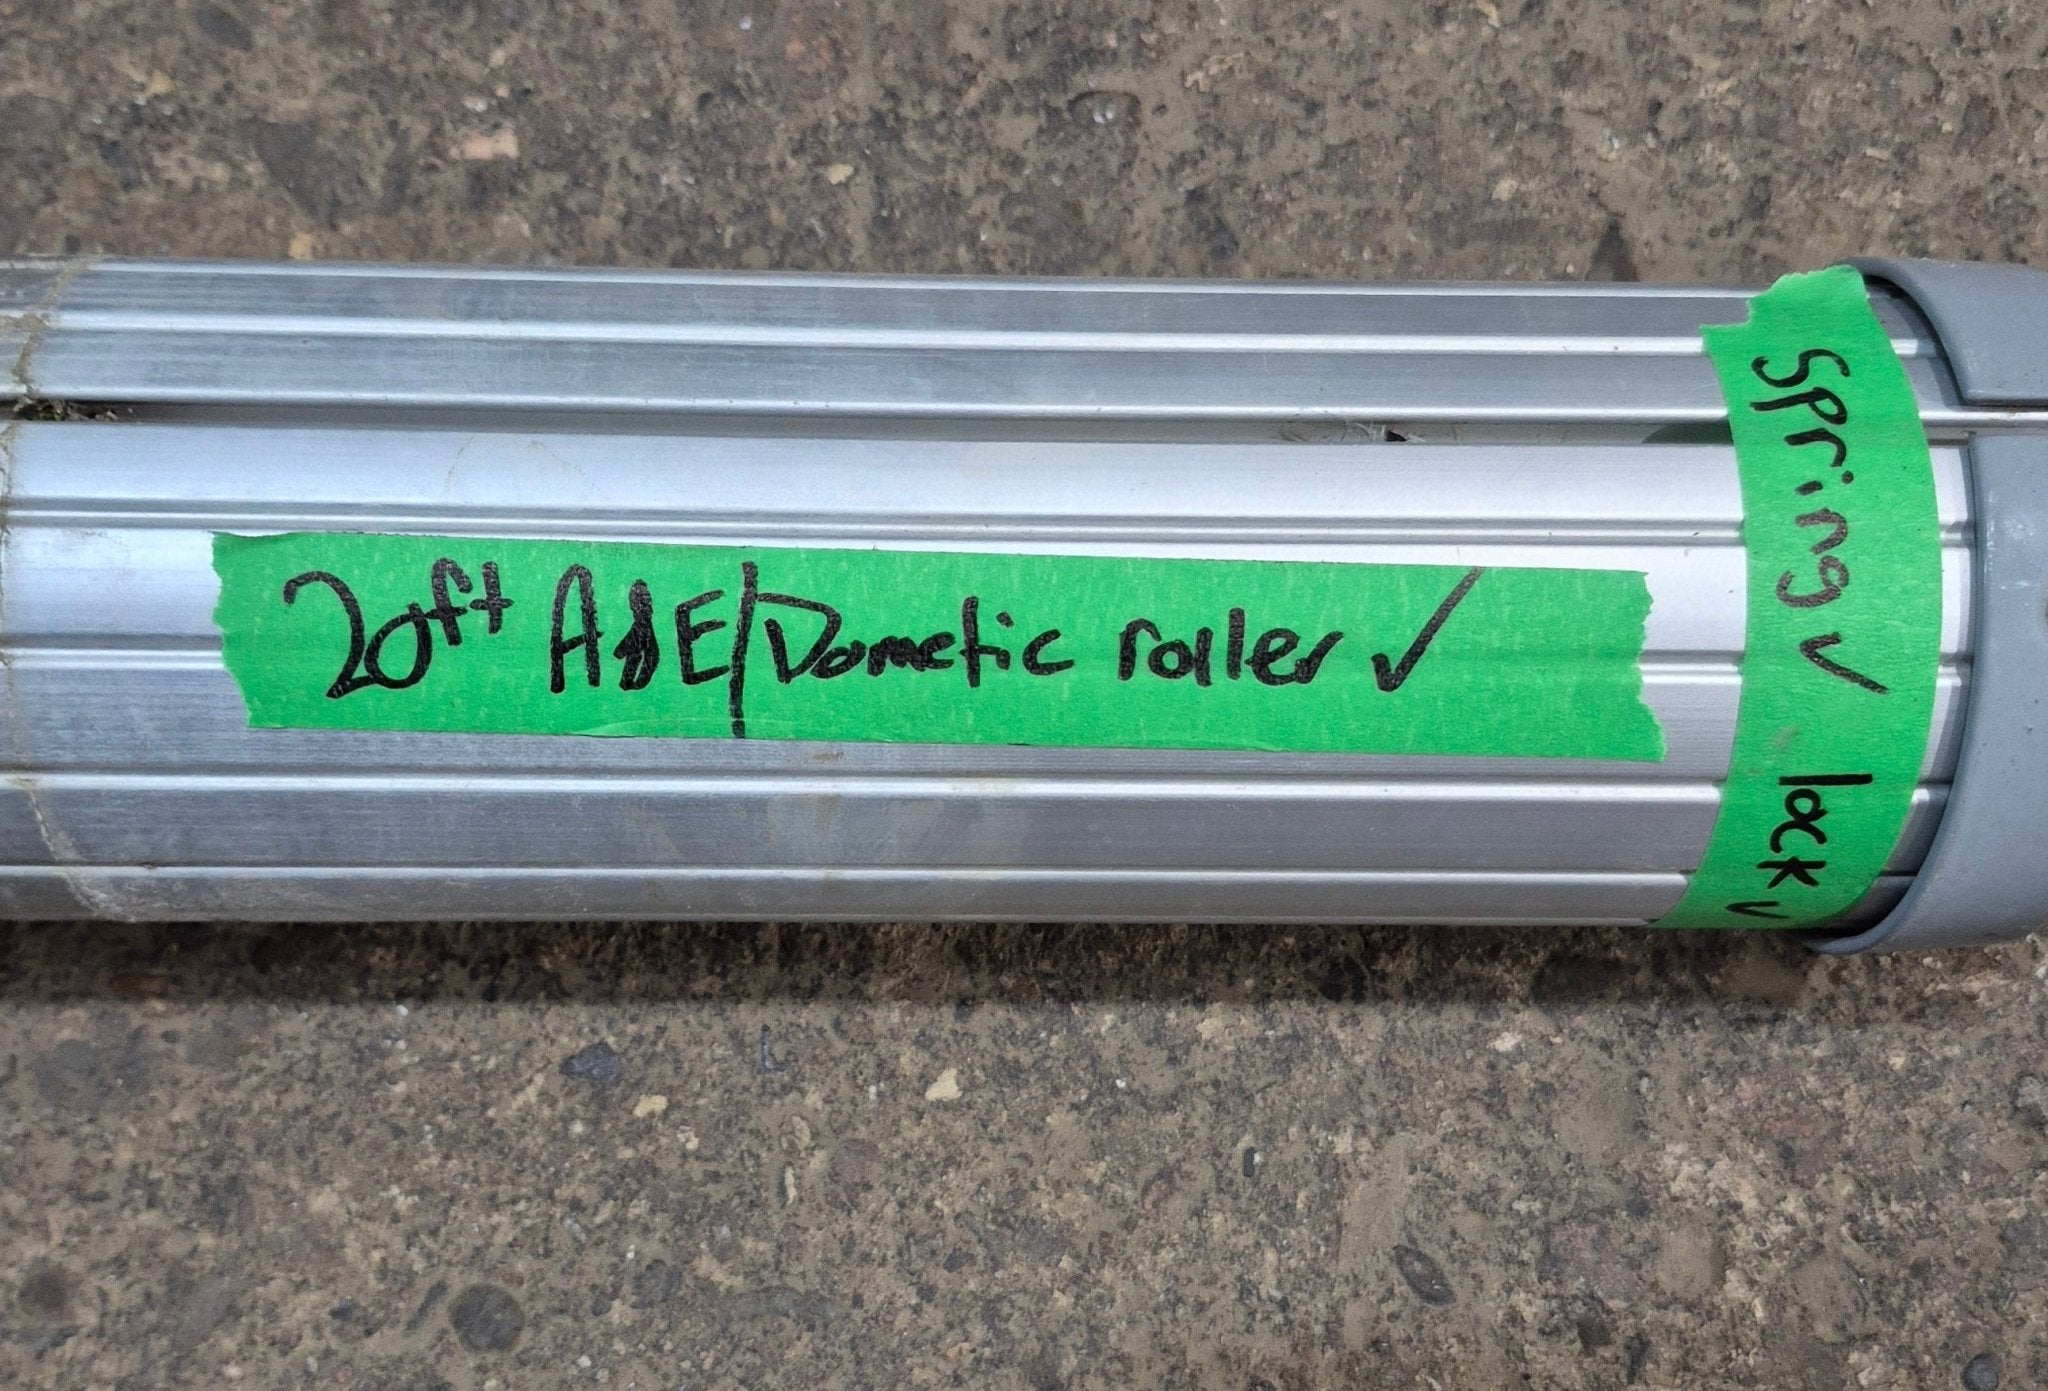 20ft A&E/Dometic roller ✓
Spring ✓ lock ✓